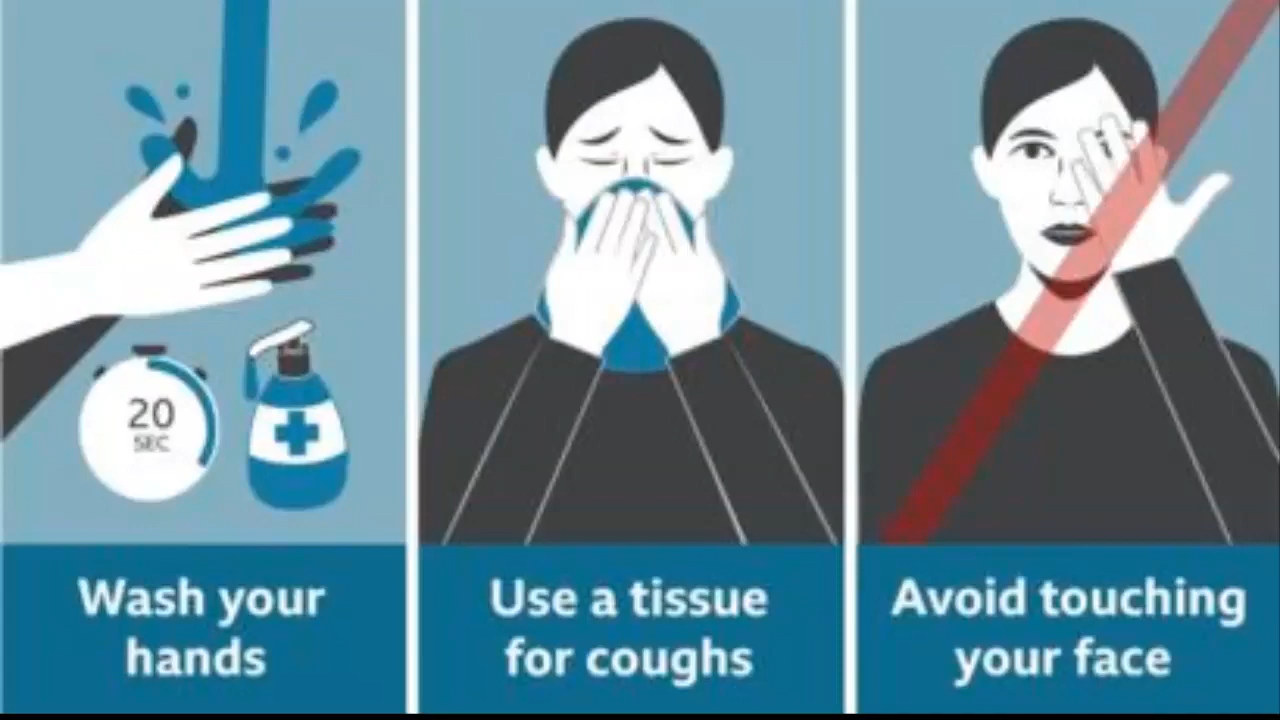 20
SEC
Wash your
hands
Use a tissue
for coughs
Avoid touching
your face